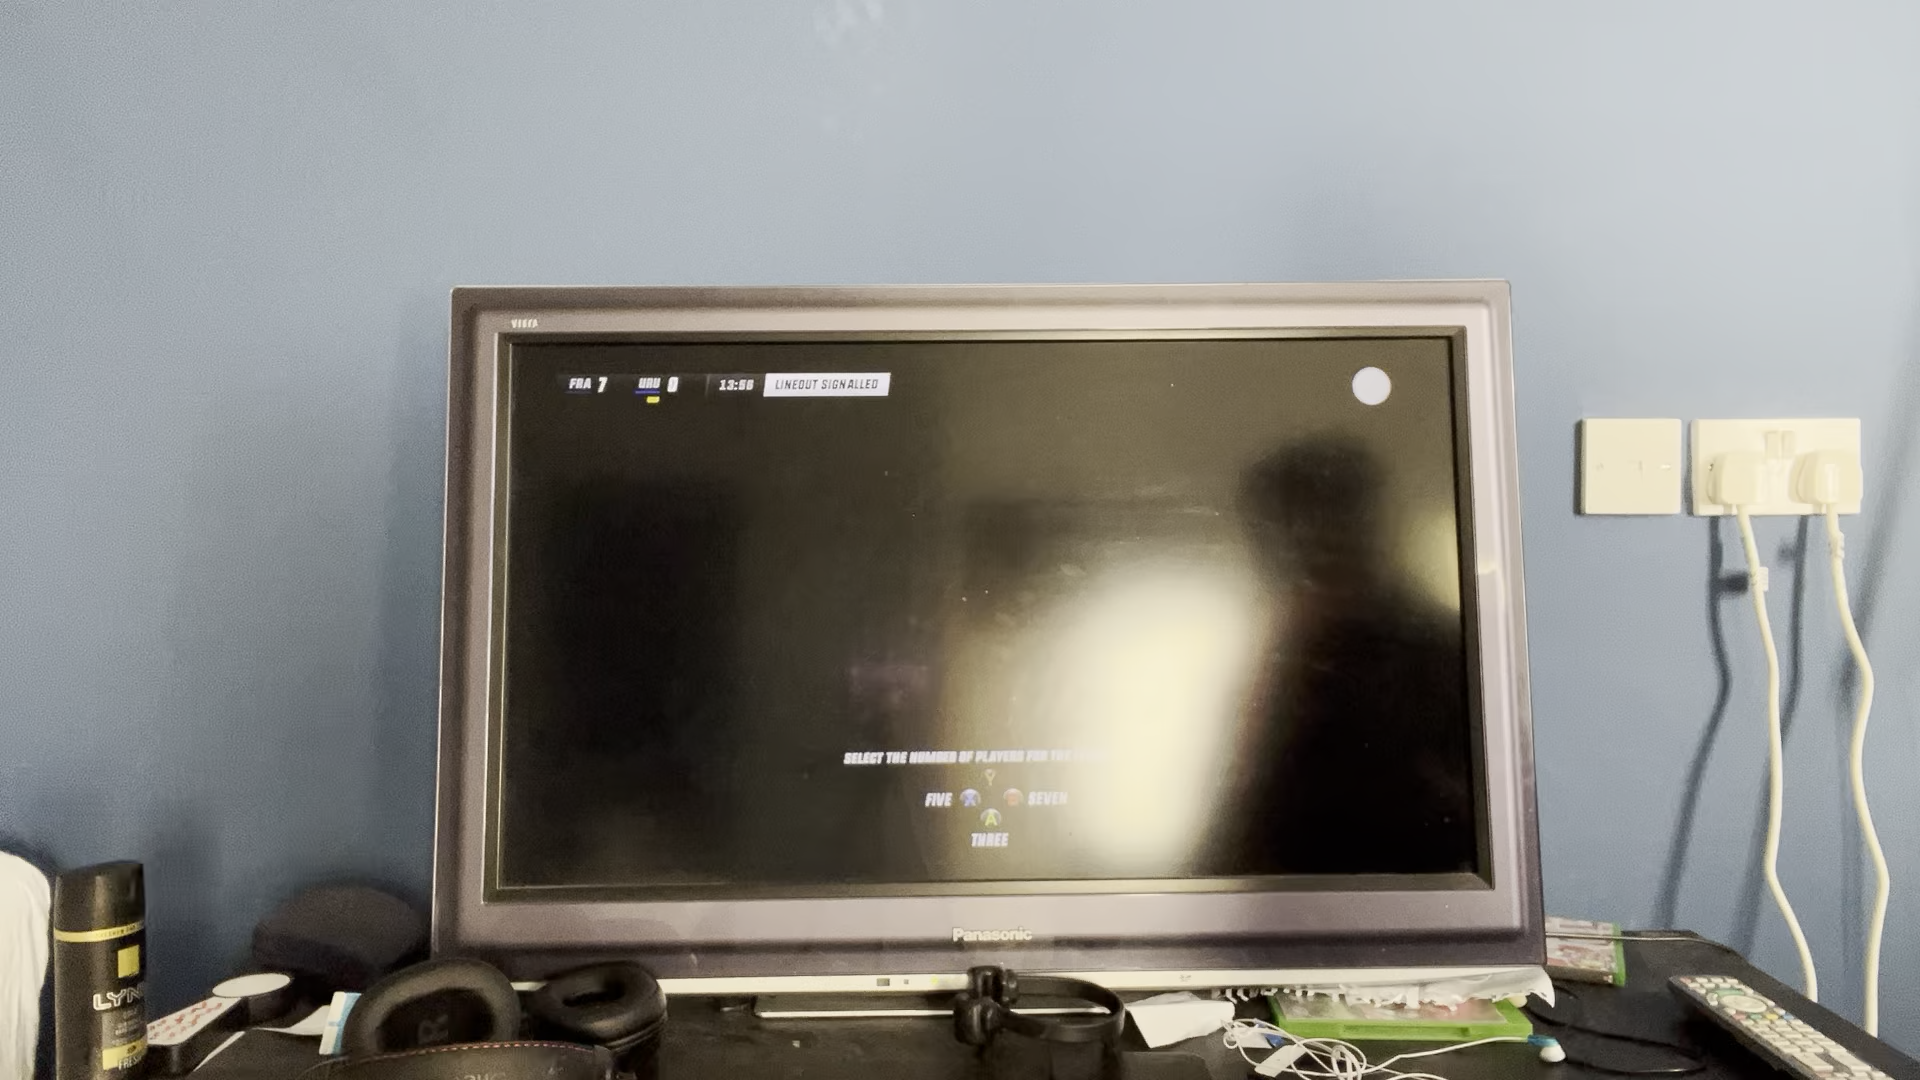 VIERA
FRA 7 URU 0 13:56 LINEOUT SIGNALLED
SELECT THE NUMBER OF PLAYERS FOR THE
Y
FIVE X SEVEN
A
THREE
Panasonic
LYNX